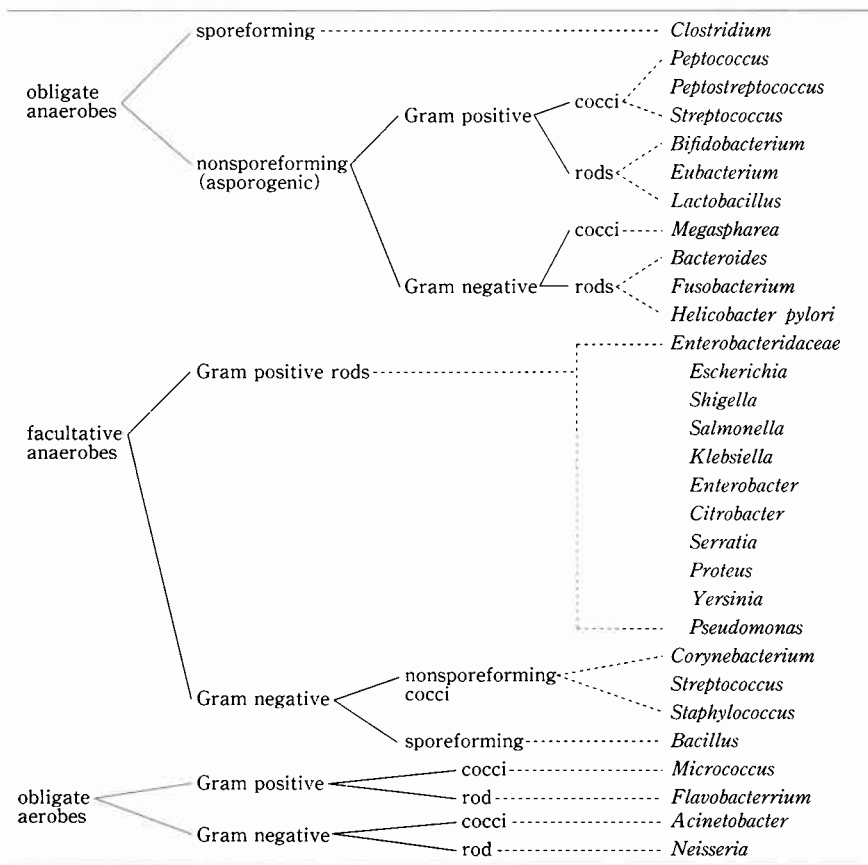 sporeforming Clostridium
Peptococcus
obligate anaerobes
Peptostreptococcus
Gram positive cocci Streptococcus
Bifidobacterium
nonsporeforming (asporogenic)
rods Eubacterium
Lactobacillus
cocci Megaspharea
Bacteroides
Gram negative rods Fusobacterium
Helicobacter pylori
Enterobacteridaceae
Gram positive rods Escherichia
Shigella
facultative anaerobes
Salmonella
Klebsiella
Enterobacter
Citrobacter
Serratia
Proteus
Yersinia
Pseudomonas
nonsporeforming cocci
Corynebacterium
Gram negative Streptococcus
Staphylococcus
sporeforming Bacillus
obligate aerobes
Gram positive cocci Micrococcus
rod Flavobacterrium
Gram negative cocci Acinetobacter
rod Neisseria